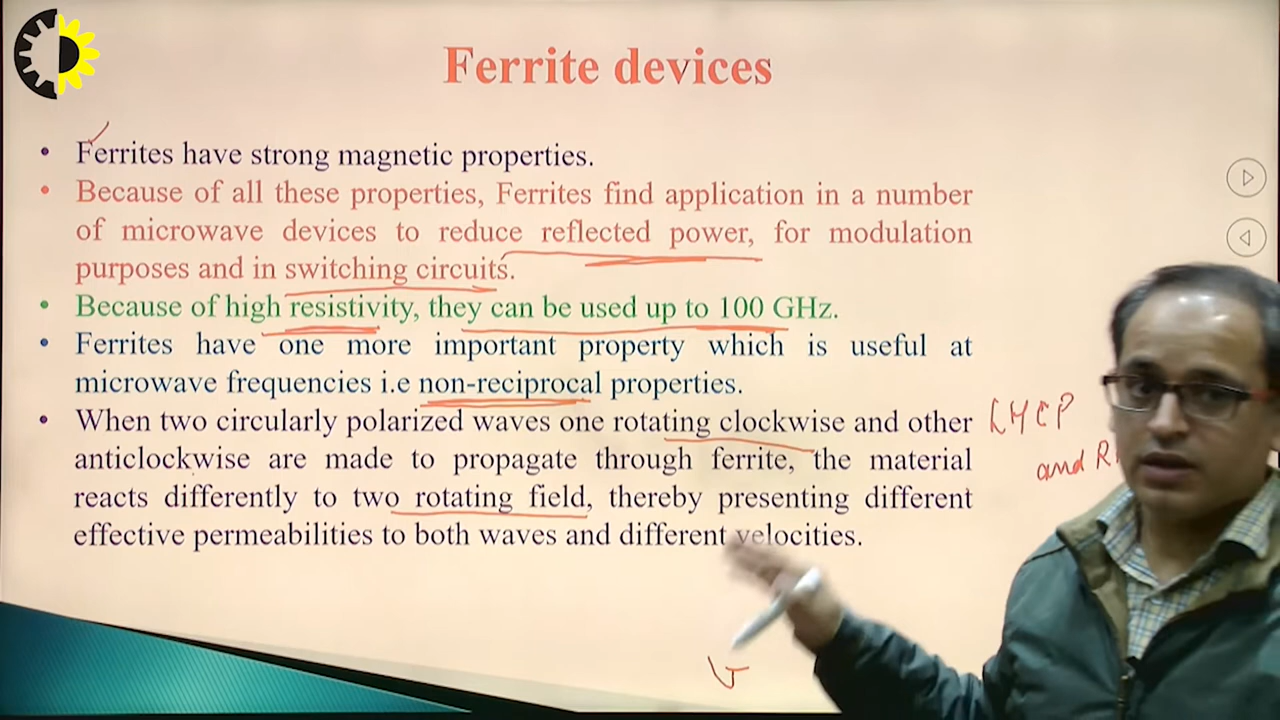 Ferrite devices
• Ferrites have strong magnetic properties.
• Because of all these properties, Ferrites find application in a number
of microwave devices to reduce reflected power, for modulation
purposes and in switching circuits.
• Because of high resistivity, they can be used up to 100 GHz.
• Ferrites have one more important property which is useful at
microwave frequencies i.e non-reciprocal properties.
• When two circularly polarized waves one rotating clockwise and other
anticlockwise are made to propagate through ferrite, the material
reacts differently to two rotating field, thereby presenting different
effective permeabilities to both waves and different velocities.
LHCP
and R